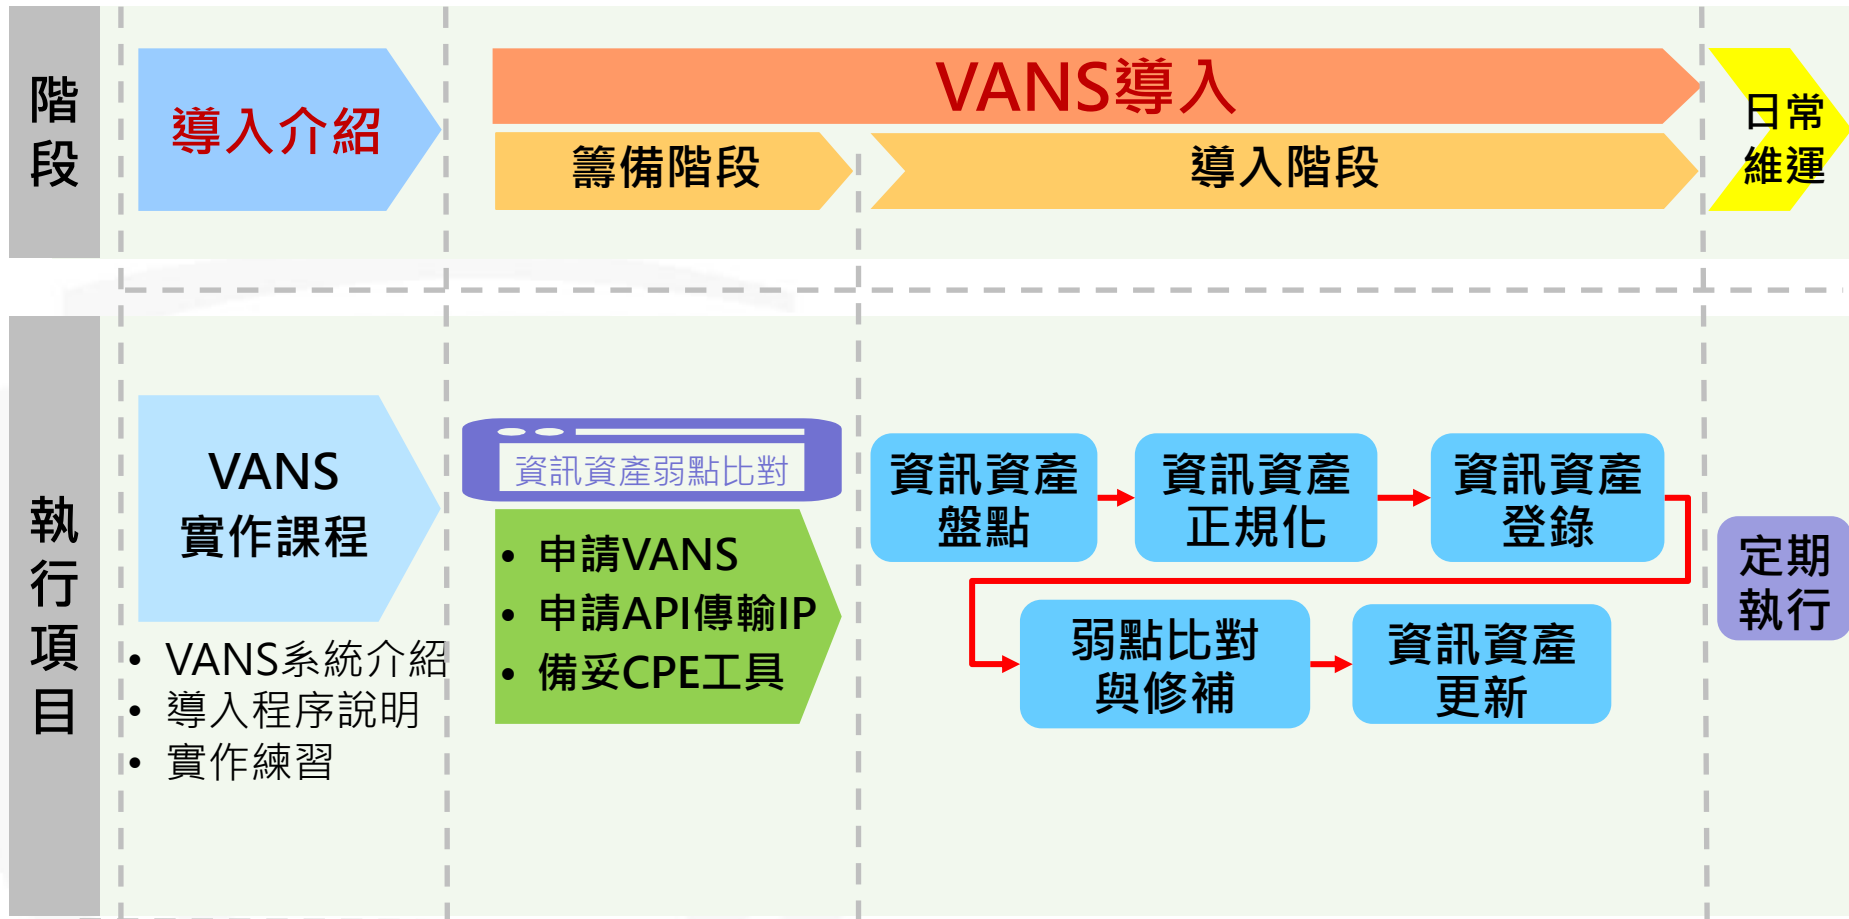 階
段
導入介紹
VANS導入
籌備階段
導入階段
日常
維運
執
行
項
目
VANS
實作課程
• VANS系統介紹
• 導入程序說明
• 實作練習
資訊資產弱點比對
• 申請VANS
• 申請API傳輸IP
• 備妥CPE工具
資訊資產
盤點
資訊資產
正規化
資訊資產
登錄
弱點比對
與修補
資訊資產
更新
定期
執行